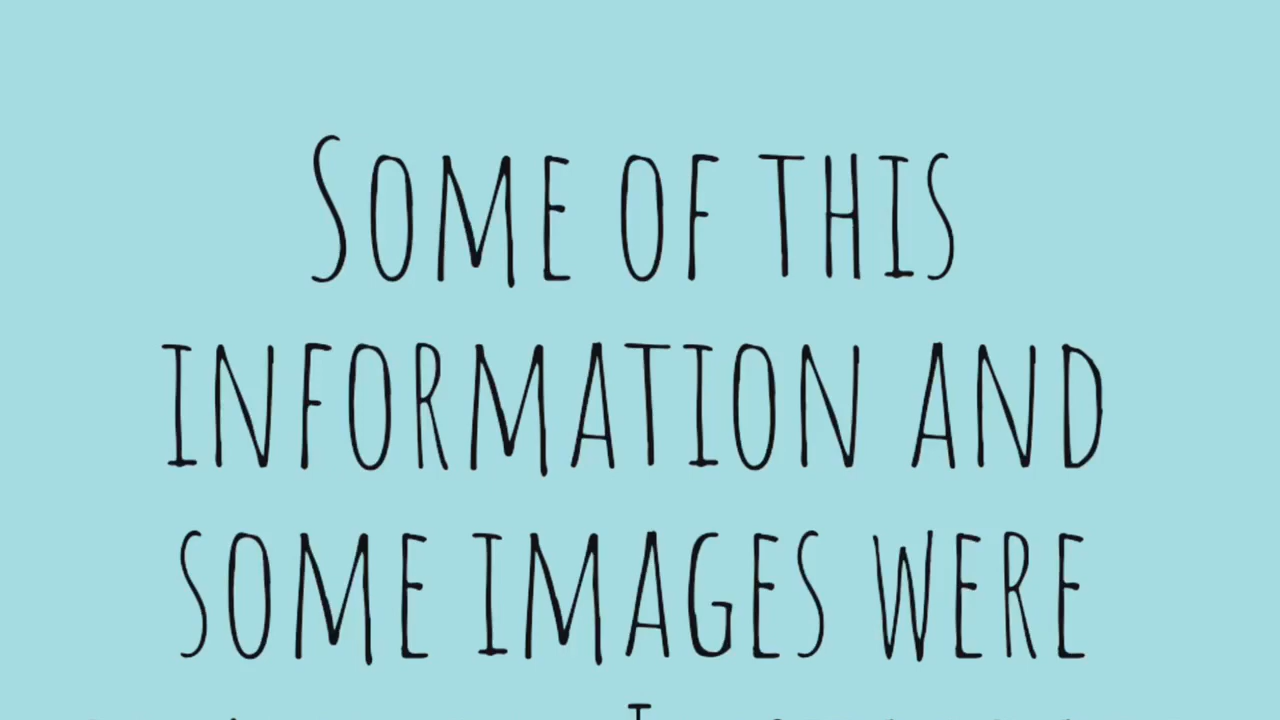 Some of this
information and
some images were